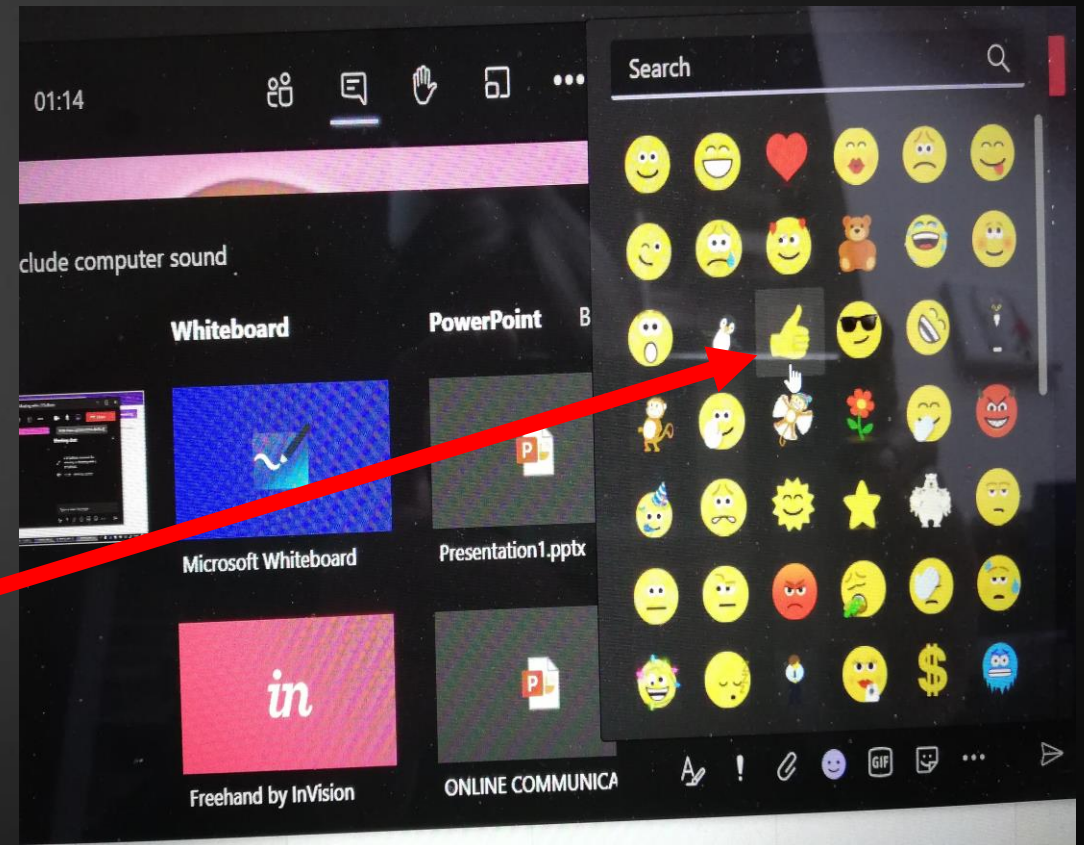 01:14
Search
clude computer sound
Whiteboard
PowerPoint
B
Microsoft Whiteboard
Presentation1.pptx
in
Freehand by InVision
ONLINE COMMUNICA
GIF